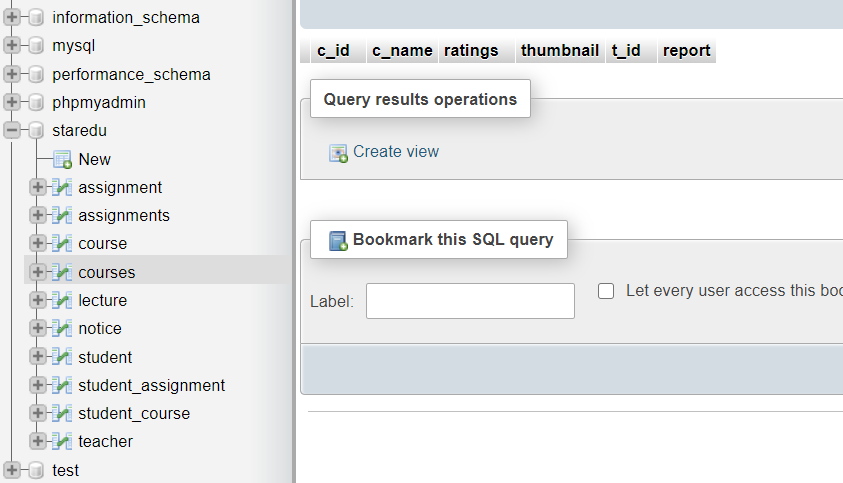 information_schema
mysql
performance_schema
phpmyadmin
staredu
New
assignment
assignments
course
courses
lecture
notice
student
student_assignment
student_course
teacher
test
c_id c_name ratings thumbnail t_id report
Query results operations
Create view
Bookmark this SQL query
Label:
Let every user access this